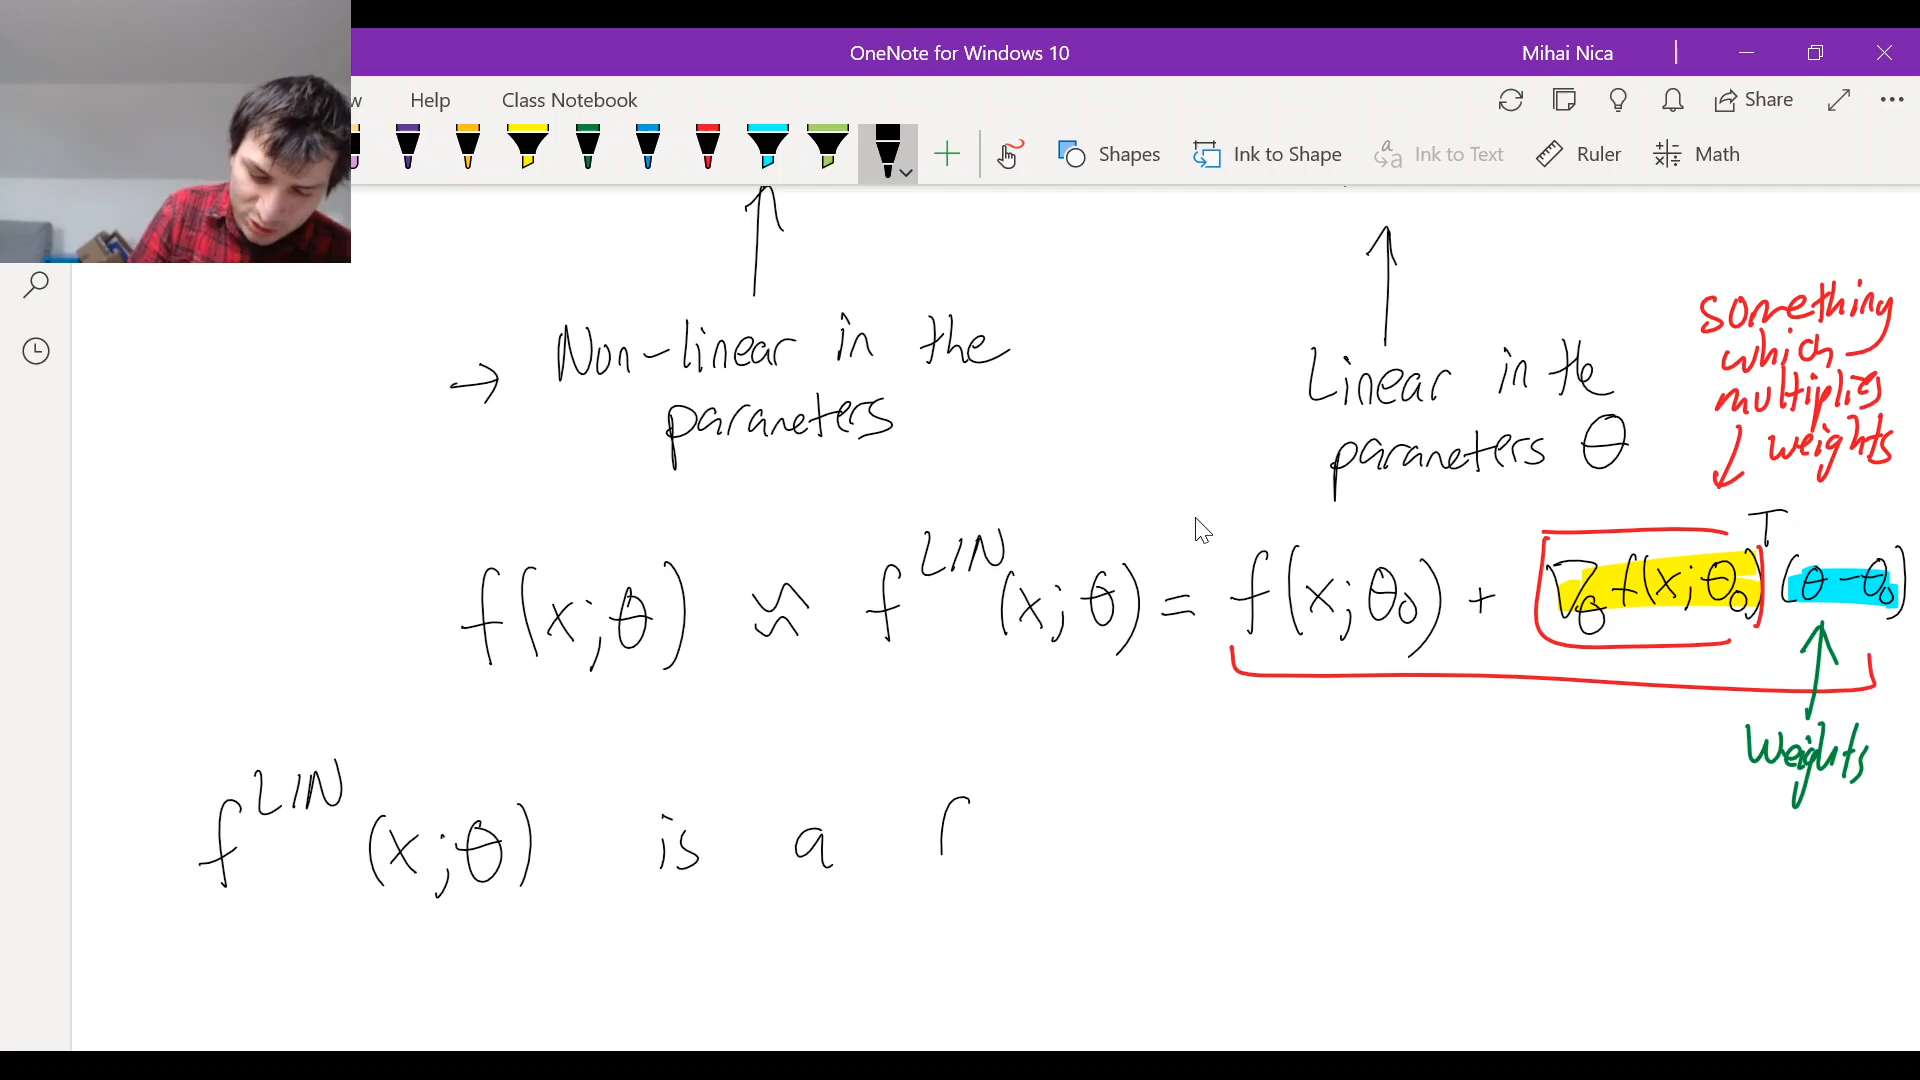 OneNote for Windows 10
Mihai Nica
w Help Class Notebook
Share
Shapes
Ink to Shape
Ink to Text
Ruler
Math
→ Non-linear in the
parameters
Linear in the
parameters θ
something
which
multiplies
weights
f(x;θ) ≈ f^LIN(x;θ) = f(x;θ₀) + ∇_θ f(x;θ₀)^T (θ-θ₀)
Weights
f^LIN(x;θ) is a